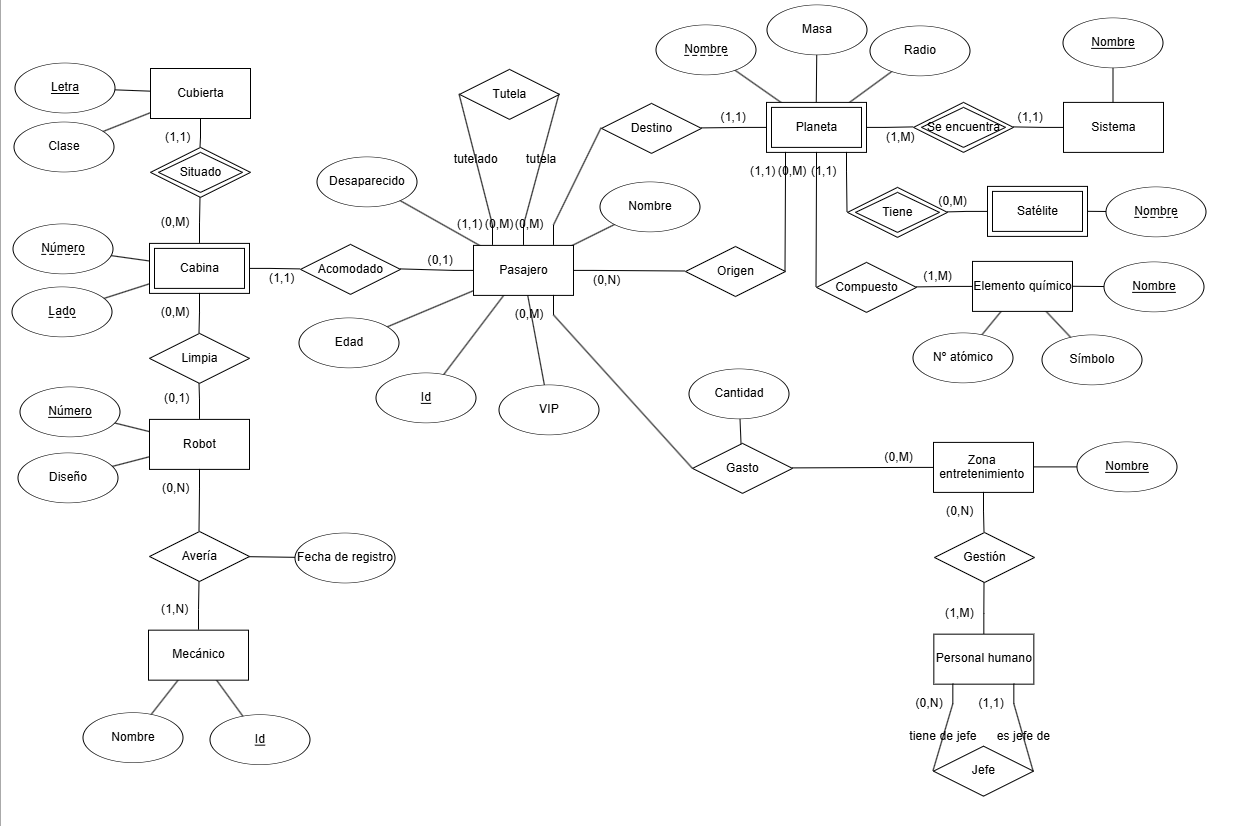 Masa
Nombre
Radio
Nombre
Letra
Cubierta
Tutela
Clase
Destino
(1,1)
Planeta
(1,M)
Se encuentra
(1,1)
Sistema
(1,1)
tutelado
tutela
Situado
(1,1)
(0,M)
(1,1)
Desaparecido
Nombre
Tiene
(0,M)
Satélite
Nombre
(0,M)
(1,1)
(0,M)
(0,M)
Número
Cabina
(1,1)
Acomodado
(0,1)
Pasajero
(0,N)
Origen
Compuesto
(1,M)
Elemento químico
Nombre
Lado
(0,M)
(0,M)
Edad
Limpia
Nº atómico
Símbolo
(0,1)
Id
VIP
Cantidad
Número
Robot
Diseño
Gasto
(0,M)
Zona
entretenimiento
Nombre
(0,N)
(0,N)
Avería
Fecha de registro
Gestión
(1,N)
(1,M)
Mecánico
Personal humano
Nombre
Id
(0,N)
(1,1)
tiene de jefe
es jefe de
Jefe